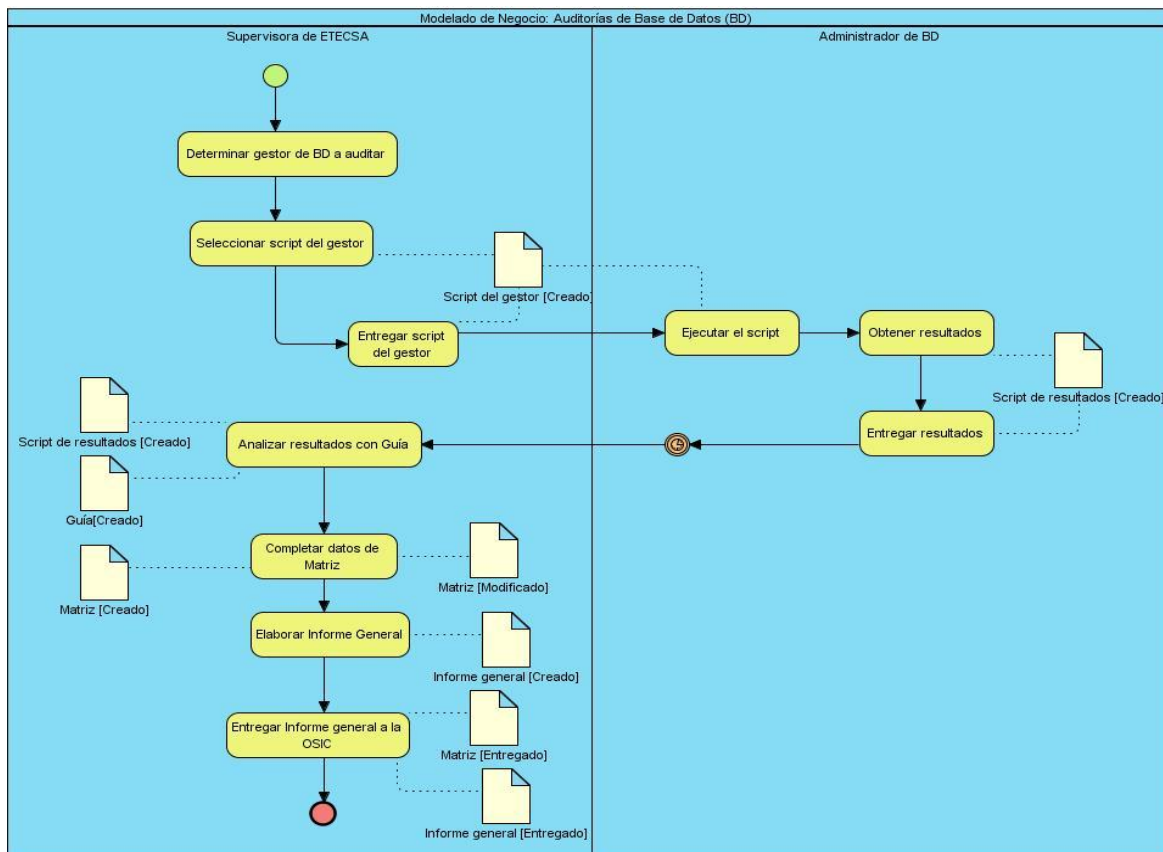 Modelado de Negocio: Auditorías de Base de Datos (BD)
Supervisora de ETECSA
Administrador de BD
Determinar gestor de BD a auditar
Seleccionar script del gestor
Script del gestor [Creado]
Entregar script
del gestor
Ejecutar el script
Obtener resultados
Script de resultados [Creado]
Entregar resultados
Script de resultados [Creado]
Analizar resultados con Guía
Guía[Creado]
Completar datos de
Matriz
Matriz [Creado]
Matriz [Modificado]
Elaborar Informe General
Informe general [Creado]
Entregar Informe general a la
OSIC
Matriz [Entregado]
Informe general [Entregado]